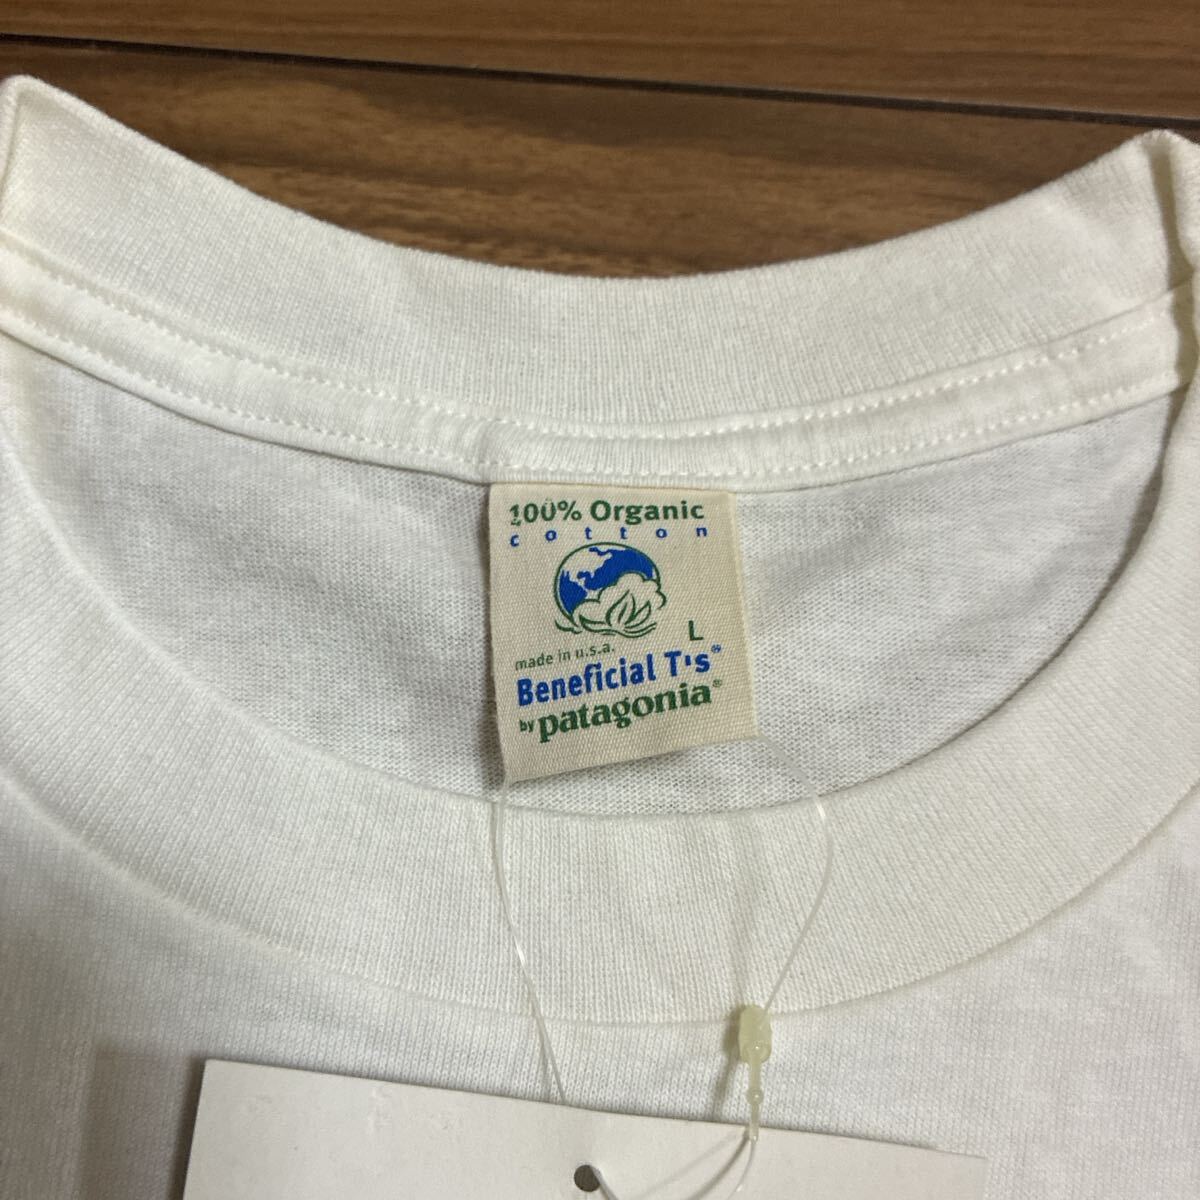 100% Organic
cotton
L
made in u.s.a.
Beneficial T's®
by patagonia®